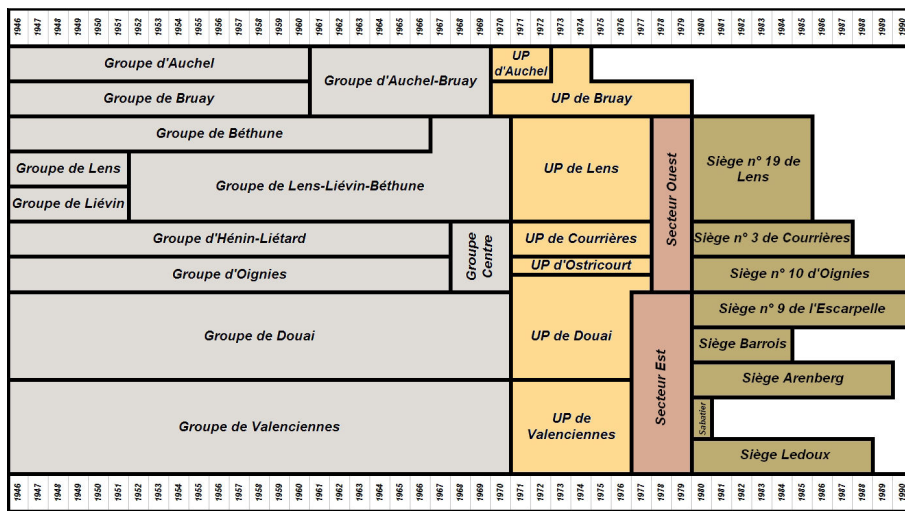 1946 1947 1948 1949 1950 1951 1952 1953 1954 1955 1956 1957 1958 1959 1960 1961 1962 1963 1964 1965 1966 1967 1968 1969 1970 1971 1972 1973 1974 1975 1976 1977 1978 1979 1980 1981 1982 1983 1984 1985 1986 1987 1988 1989 1990
Groupe d'Auchel
Groupe de Bruay
Groupe d'Auchel-Bruay
UP
d'Auchel
UP de Bruay
Groupe de Béthune
Groupe de Lens
Groupe de Liévin
Groupe de Lens-Liévin-Béthune
UP de Lens
Secteur Ouest
Siège n° 19 de
Lens
Groupe d'Hénin-Liétard
Groupe d'Oignies
Groupe
Centre
UP de Courrières
UP d'Ostricourt
Siège n° 3 de Courrières
Siège n° 10 d'Oignies
Groupe de Douai
UP de Douai
Secteur Est
Siège n° 9 de l'Escarpelle
Siège Barrois
Siège Arenberg
Groupe de Valenciennes
UP de
Valenciennes
Sabatier
Siège Ledoux
1946 1947 1948 1949 1950 1951 1952 1953 1954 1955 1956 1957 1958 1959 1960 1961 1962 1963 1964 1965 1966 1967 1968 1969 1970 1971 1972 1973 1974 1975 1976 1977 1978 1979 1980 1981 1982 1983 1984 1985 1986 1987 1988 1989 1990